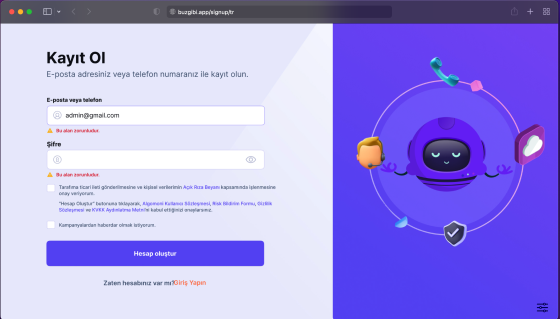 buzgibi.app/signup/tr
Kayıt Ol
E-posta adresiniz veya telefon numaranız ile kayıt olun.
E-posta veya telefon
admin@gmail.com
Bu alan zorunludur.
Şifre
Bu alan zorunludur.
Tarafıma ticari ileti gönderilmesine ve kişisel verilerimin Açık Rıza Beyanı kapsamında işlenmesine
onay veriyorum.
"Hesap Oluştur" butonuna tıklayarak, Algomeni Kullanıcı Sözleşmesi, Risk Bildirim Formu, Gizlilik
Sözleşmesi ve KVKK Aydınlatma Metni'ni kabul ettiğinizi onaylarsınız.
Kampanyalardan haberdar olmak istiyorum.
Hesap oluştur
Zaten hesabınız var mı?Giriş Yapın